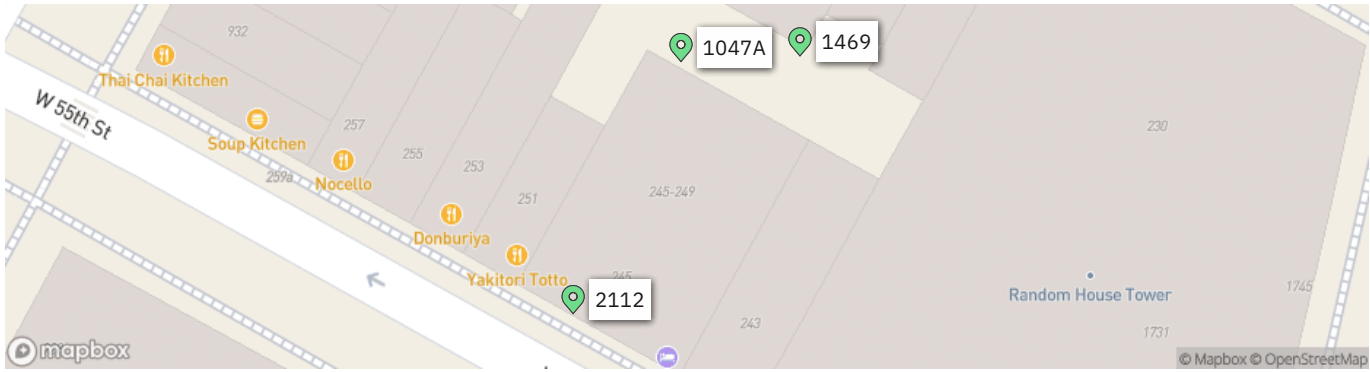 932
1047A
1469
Thai Chai Kitchen
W 55th St
257
230
Soup Kitchen
255
253
259a
Nocello
251
245-249
Donburiya
Yakitori Totto
245
2112
Random House Tower
1745
243
1731
mapbox
© Mapbox © OpenStreetMap